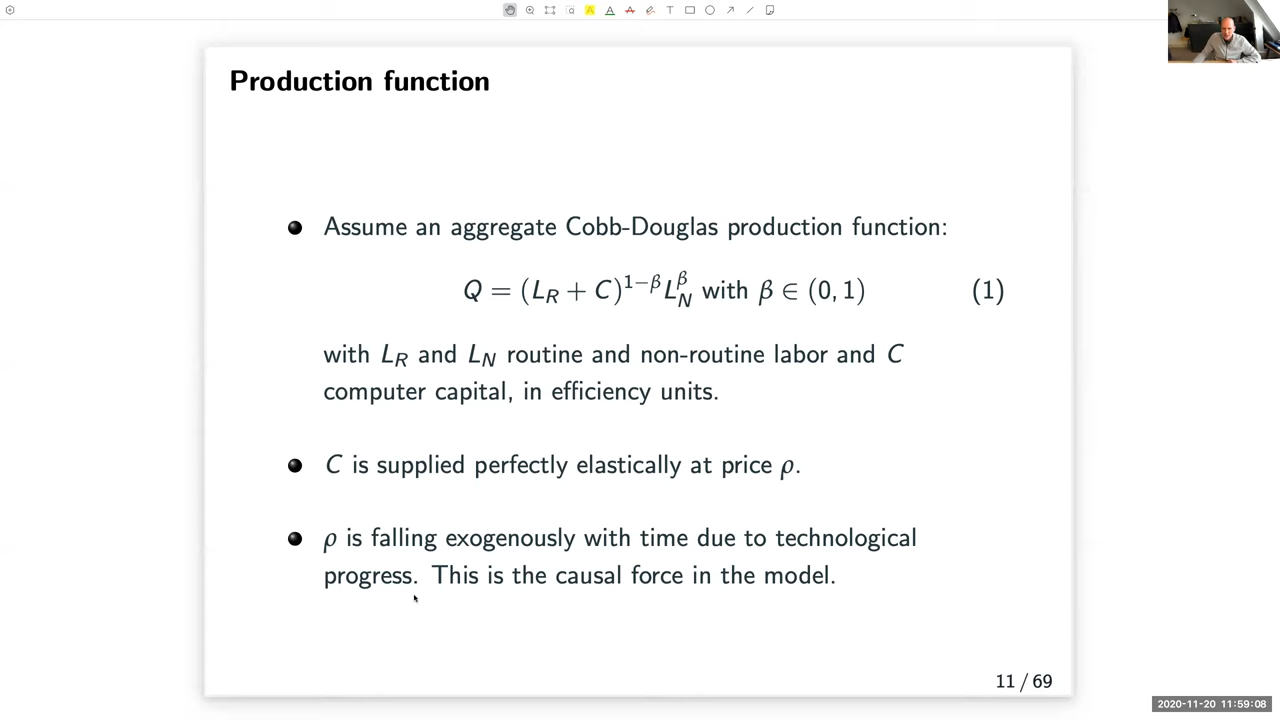 Production function
Assume an aggregate Cobb-Douglas production function:
Q = (L_R + C)^{1−β} L_N^β with β ∈ (0, 1) (1)
with L_R and L_N routine and non-routine labor and C
computer capital, in efficiency units.
C is supplied perfectly elastically at price ρ.
ρ is falling exogenously with time due to technological
progress. This is the causal force in the model.
11 / 69
2020-11-20 11:59:08